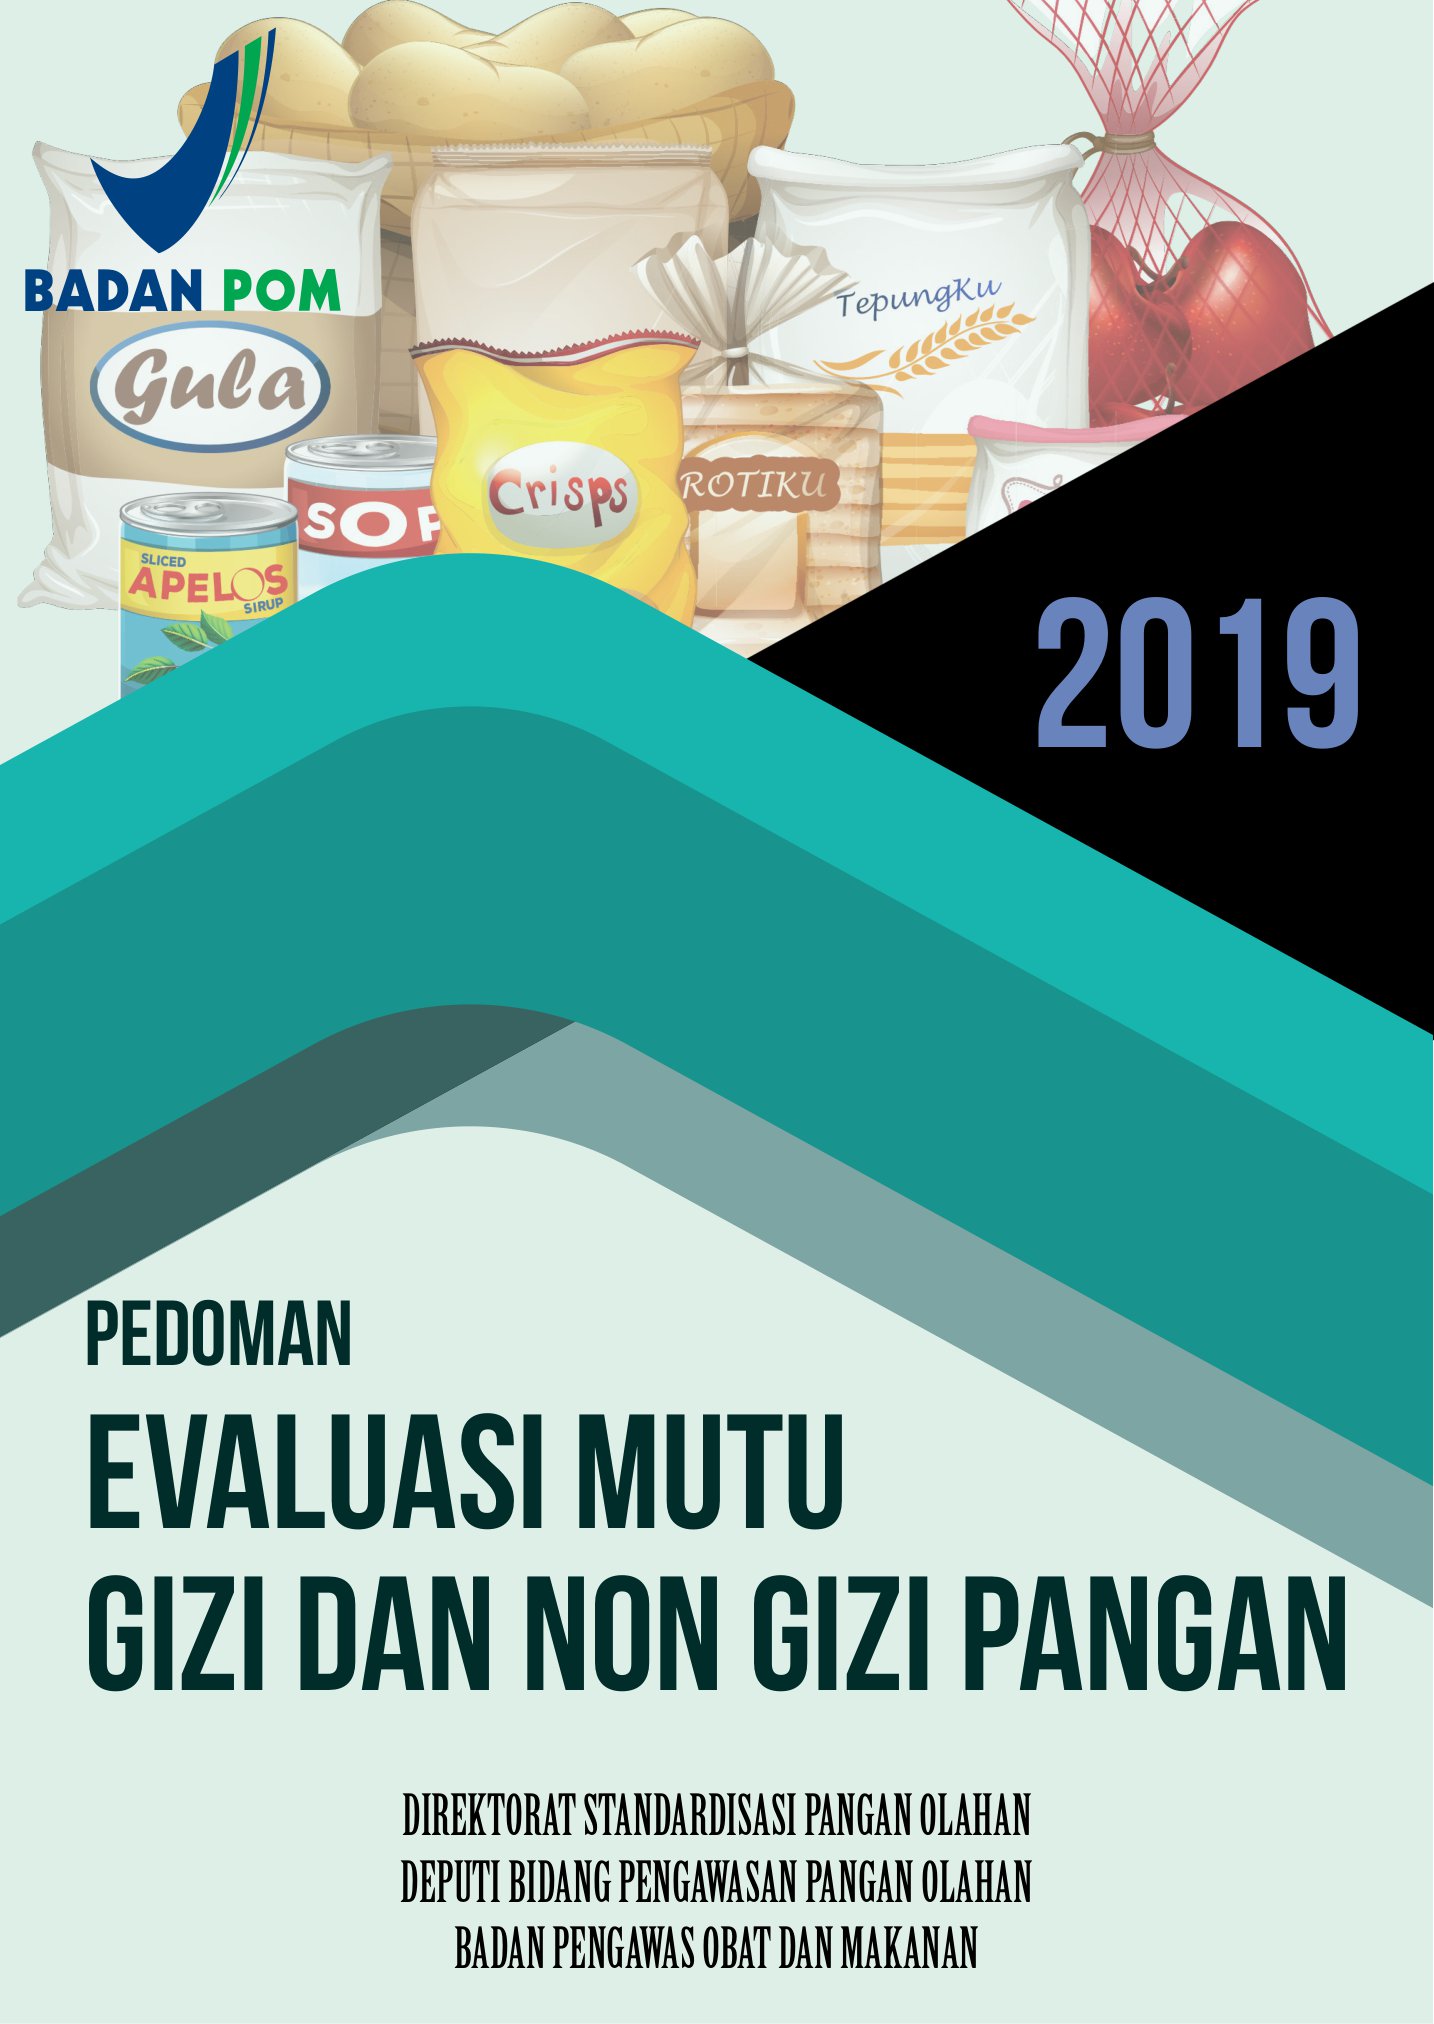 BADAN POM
Gula
TepungKu
Crisps
ROTIKU
SLICED
APELOS
SIRUP
2019
PEDOMAN
EVALUASI MUTU
GIZI DAN NON GIZI PANGAN
DIREKTORAT STANDARDISASI PANGAN OLAHAN
DEPUTI BIDANG PENGAWASAN PANGAN OLAHAN
BADAN PENGAWAS OBAT DAN MAKANAN